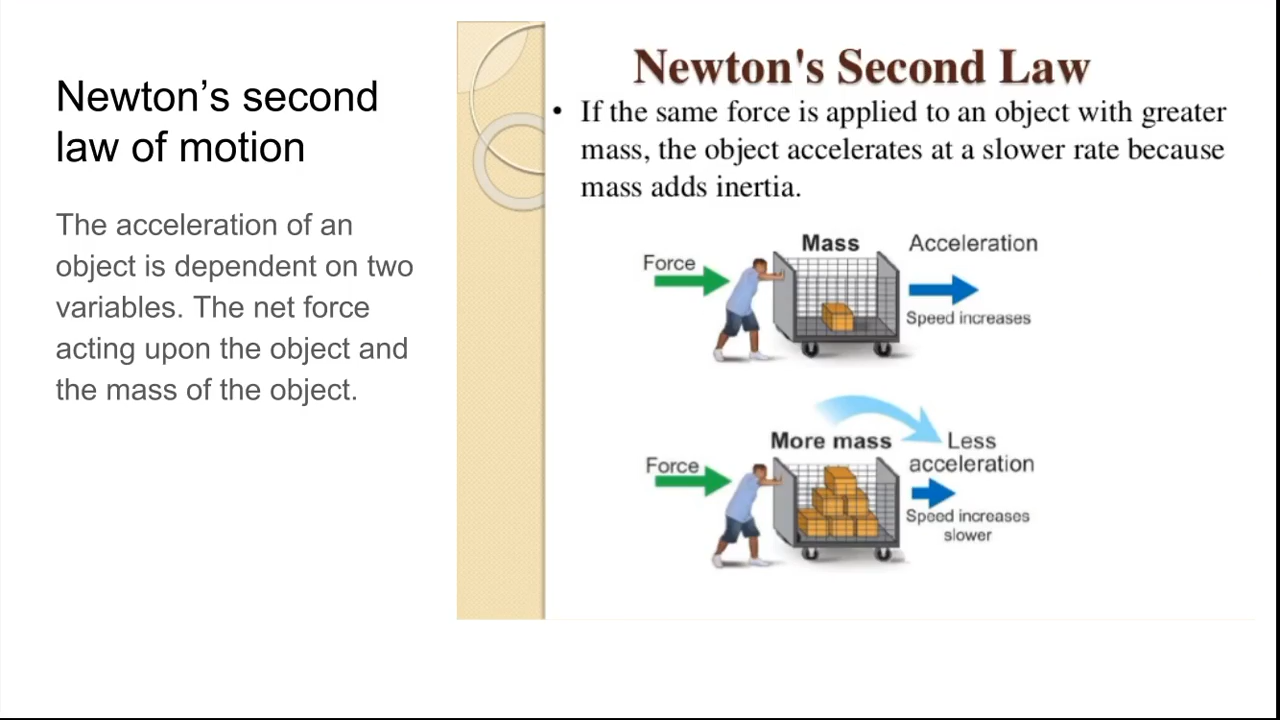 Newton’s second
law of motion
The acceleration of an
object is dependent on two
variables. The net force
acting upon the object and
the mass of the object.
Newton's Second Law
• If the same force is applied to an object with greater
mass, the object accelerates at a slower rate because
mass adds inertia.
Force
Mass
Acceleration
Speed increases
Force
More mass
Less
acceleration
Speed increases
slower